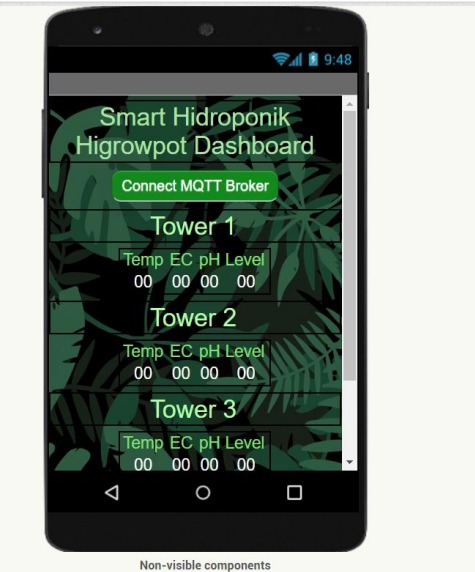 9:48
Smart Hidroponik
Higrowpot Dashboard
Connect MQTT Broker
Tower 1
Temp EC pH Level
00 00 00 00
Tower 2
Temp EC pH Level
00 00 00 00
Tower 3
Temp EC pH Level
00 00 00 00
Non-visible components